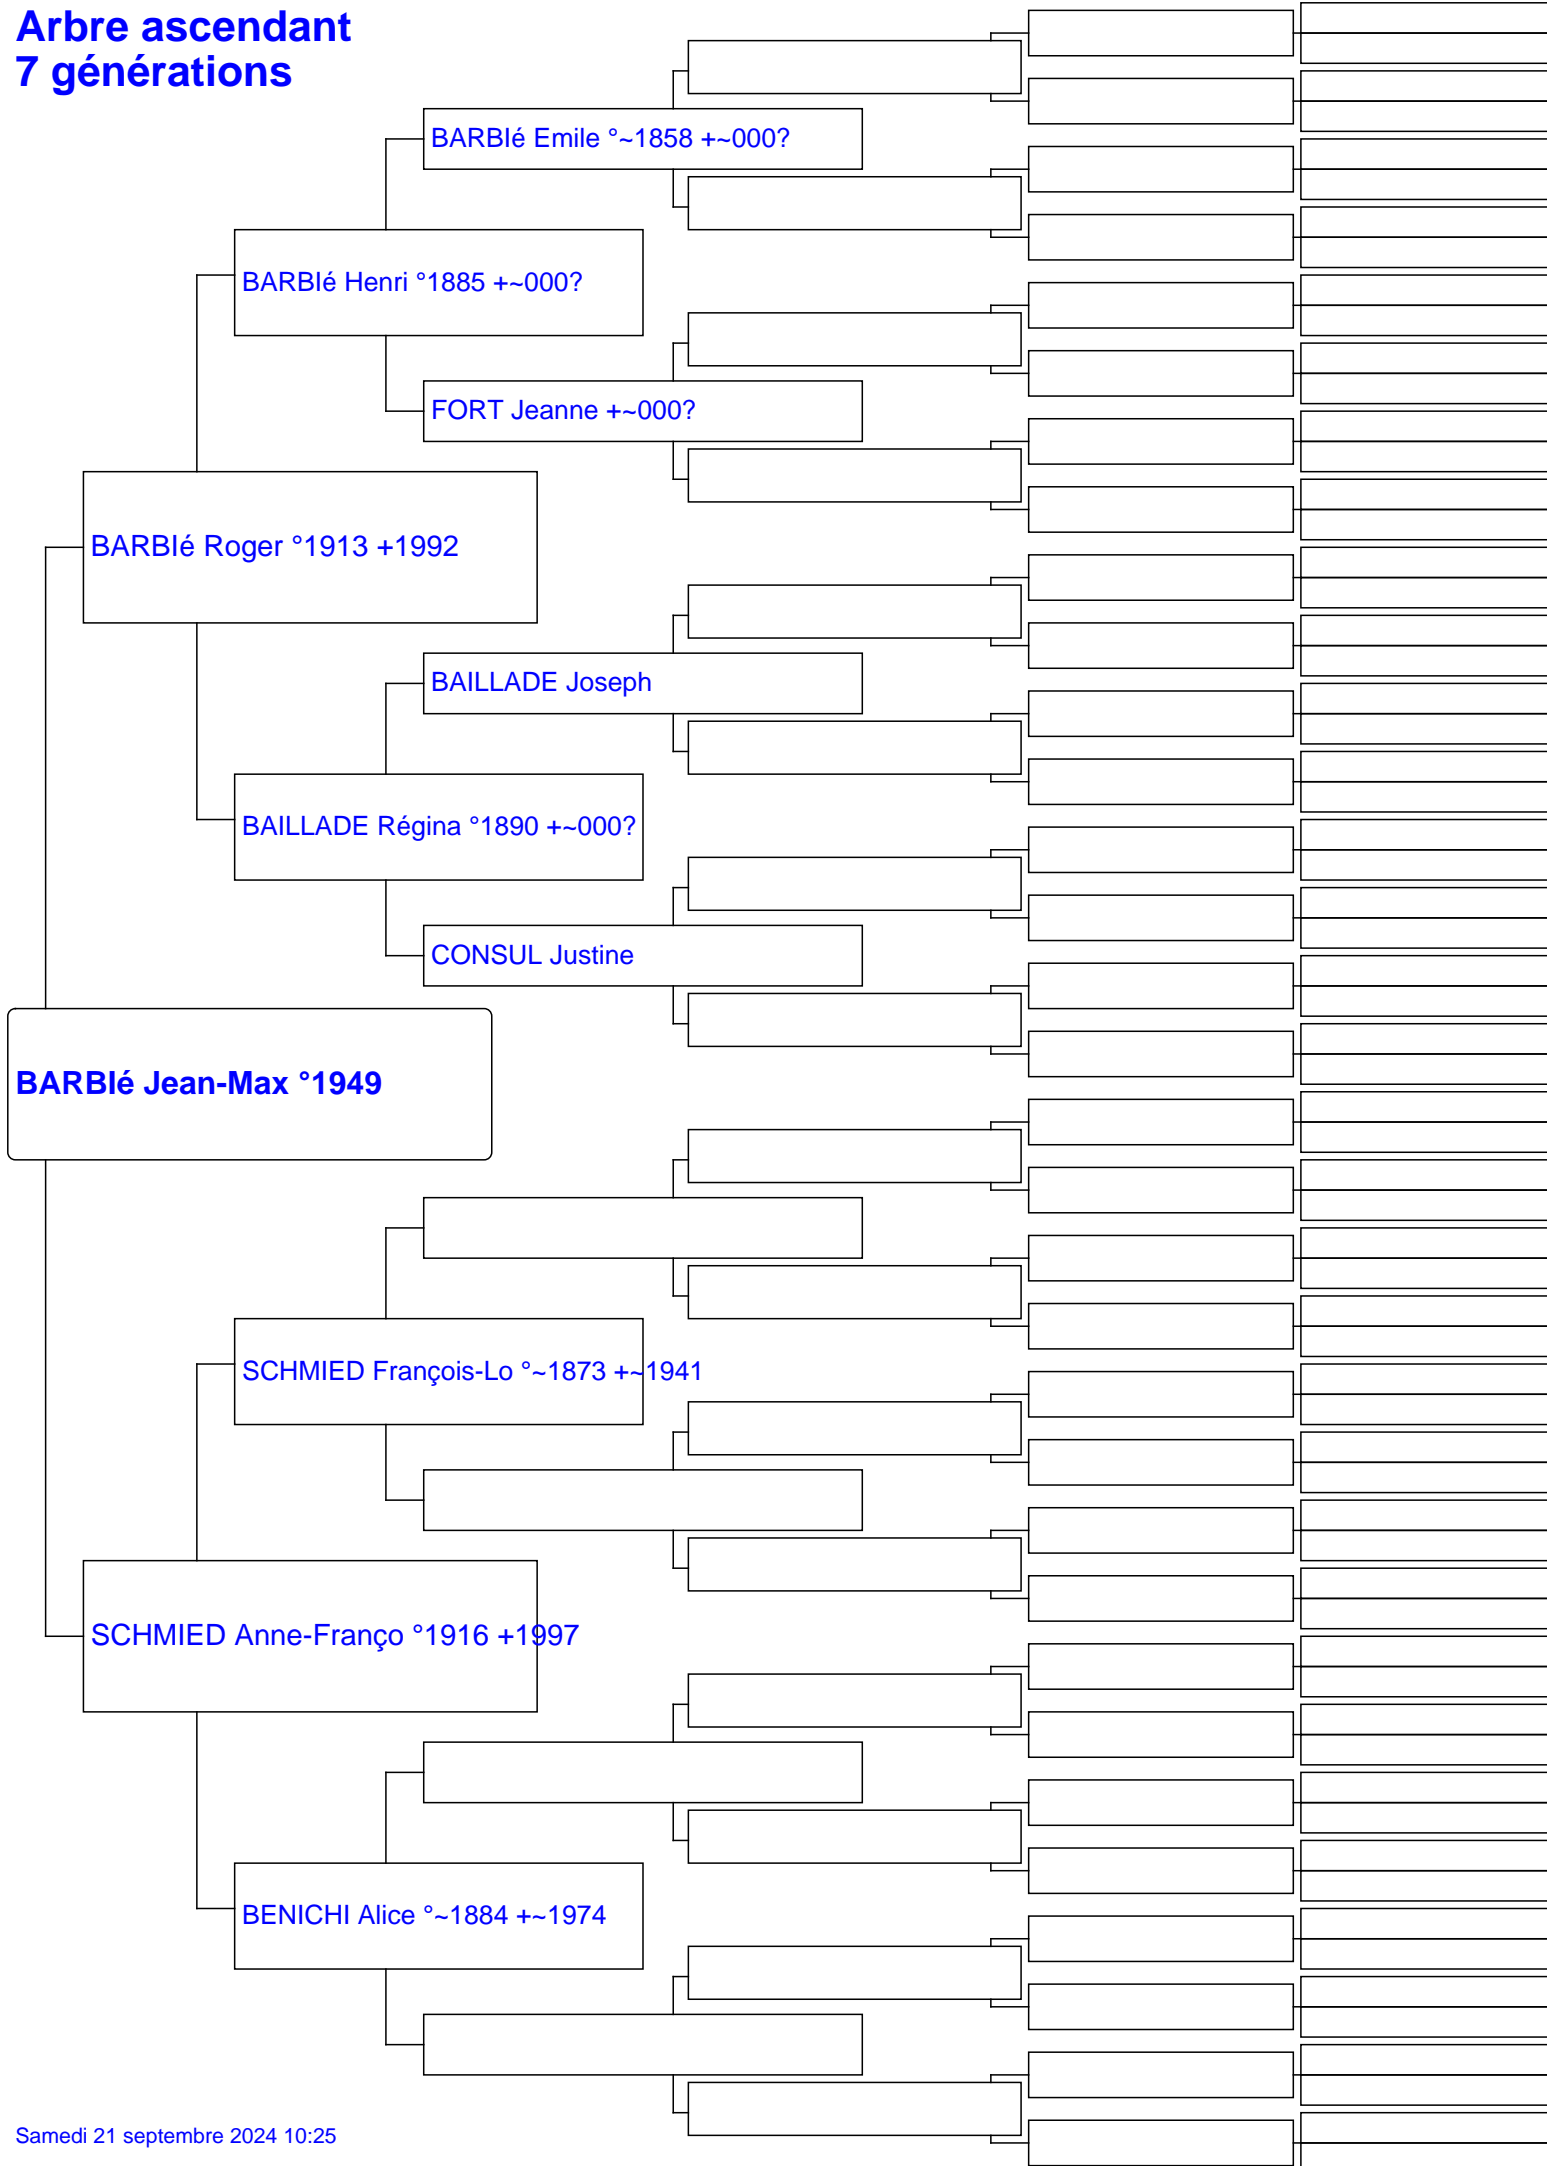 Arbre ascendant
7 générations
BARBIé Emile °~1858 +~000?
BARBIé Henri °1885 +~000?
FORT Jeanne +~000?
BARBIé Roger °1913 +1992
BAILLADE Joseph
BAILLADE Régina °1890 +~000?
CONSUL Justine
BARBIé Jean-Max °1949
SCHMIED François-Lo °~1873 +~1941
SCHMIED Anne-Franço °1916 +1997
BENICHI Alice °~1884 +~1974
Samedi 21 septembre 2024 10:25